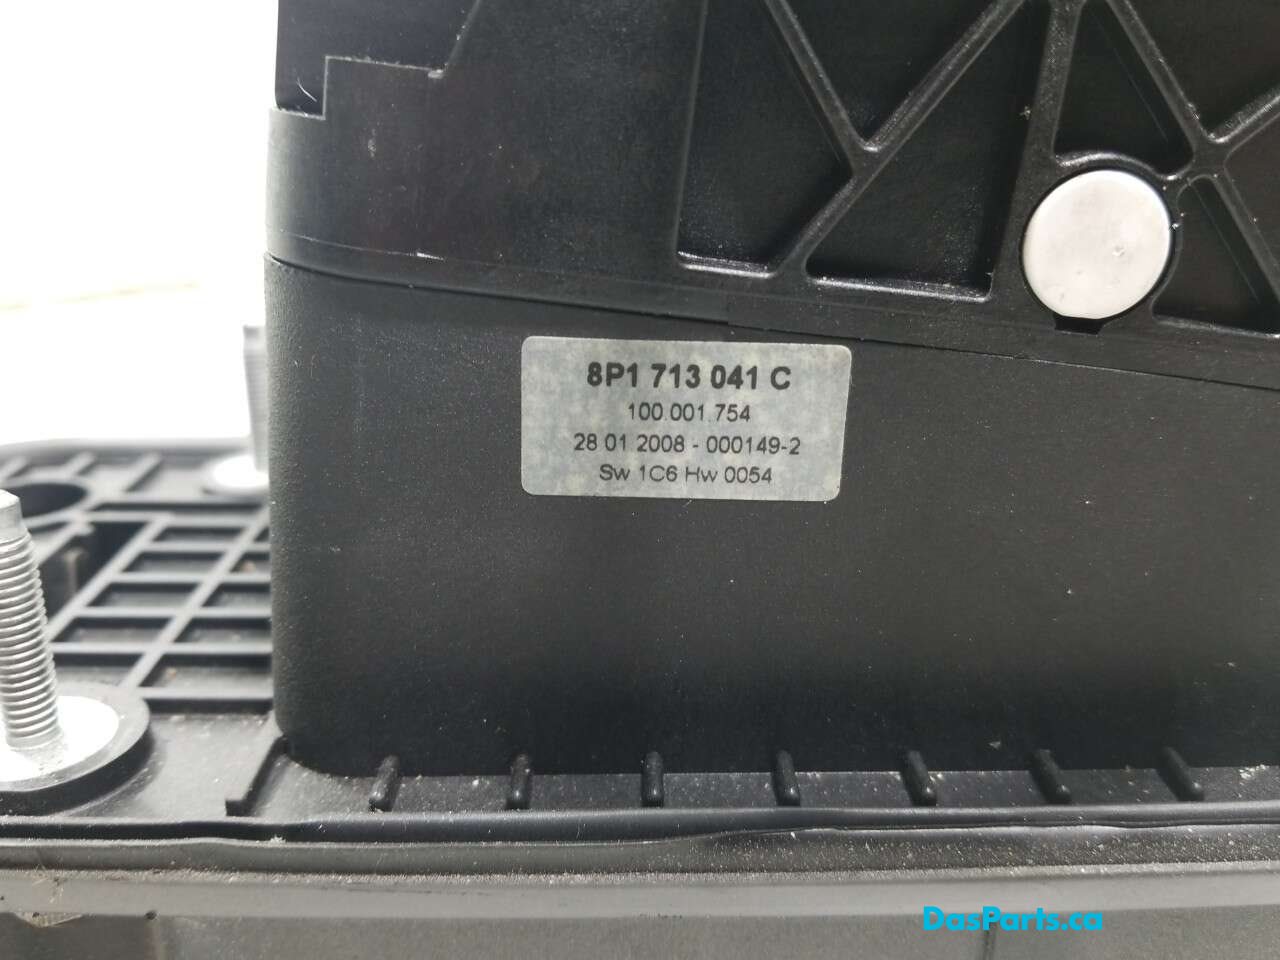 8P1 713 041 C
100.001.754
28 01 2008 - 000149-2
Sw 1C6 Hw 0054
DasParts.ca